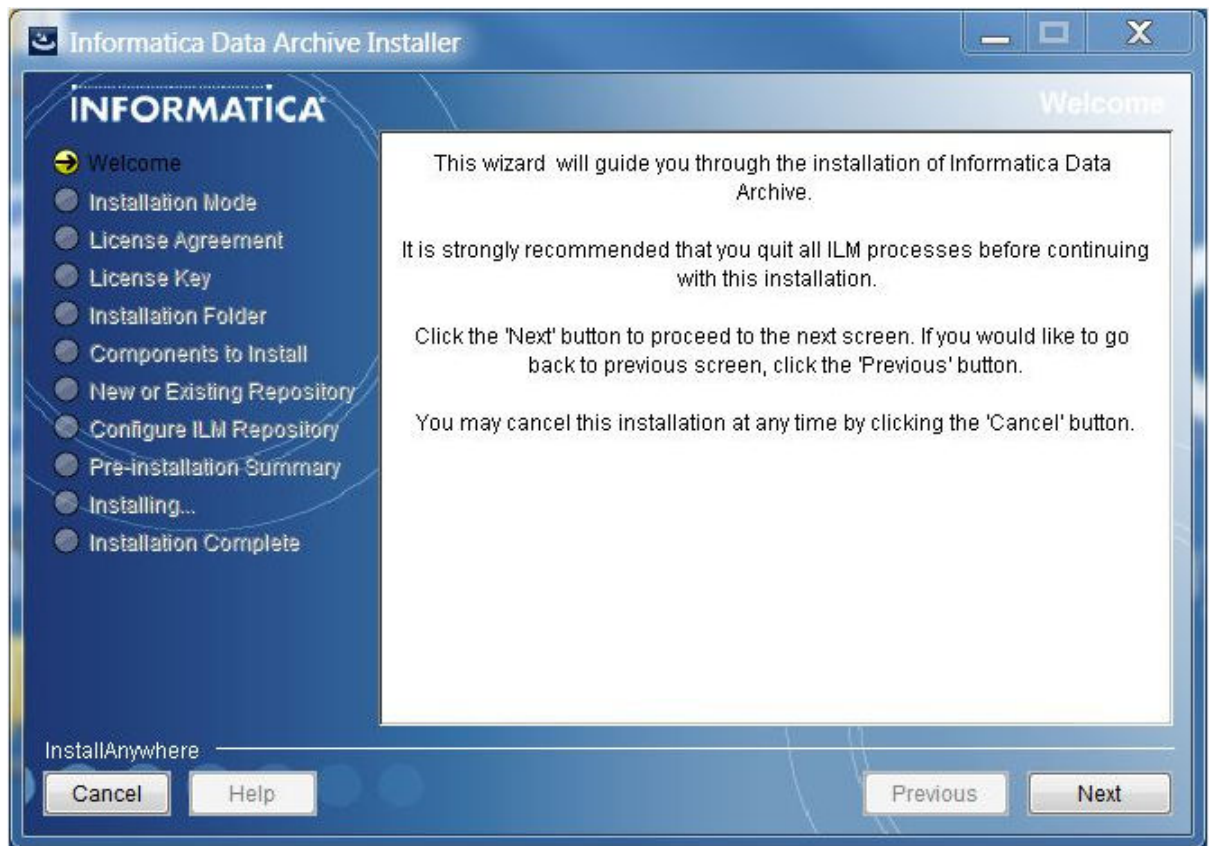 Informatica Data Archive Installer
INFORMATICA
Welcome
Welcome
Installation Mode
License Agreement
License Key
Installation Folder
Components to Install
New or Existing Repository
Configure ILM Repository
Pre-installation Summary
Installing...
Installation Complete
This wizard  will guide you through the installation of Informatica Data
Archive.
It is strongly recommended that you quit all ILM processes before continuing
with this installation.
Click the 'Next' button to proceed to the next screen. If you would like to go
back to previous screen, click the 'Previous' button.
You may cancel this installation at any time by clicking the 'Cancel' button.
InstallAnywhere
Cancel
Help
Previous
Next